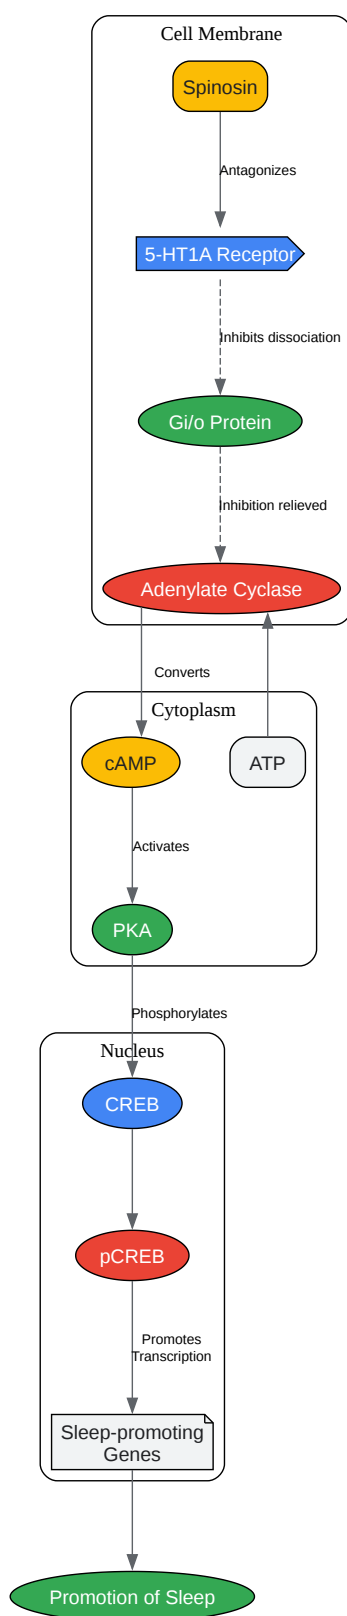 Cell Membrane
Spinosin
Antagonizes
5-HT1A Receptor
Inhibits dissociation
Gi/o Protein
Inhibition relieved
Adenylate Cyclase
Converts
Cytoplasm
cAMP
ATP
Activates
PKA
Phosphorylates
Nucleus
CREB
pCREB
Promotes
Transcription
Sleep-promoting
Genes
Promotion of Sleep